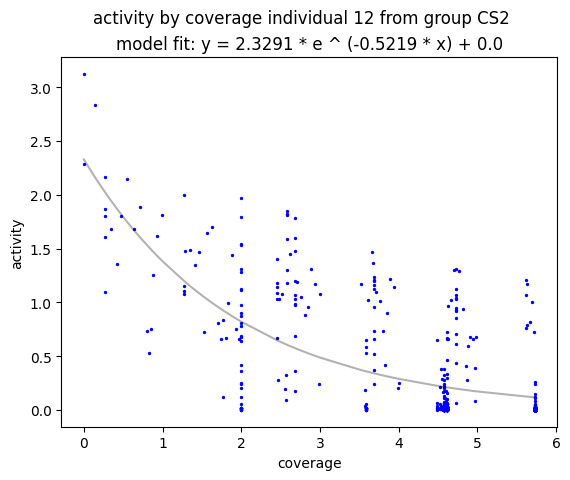 activity by coverage individual 12 from group CS2
model fit: y = 2.3291 * e ^ (-0.5219 * x) + 0.0
3.0
2.5
2.0
1.5
1.0
0.5
0.0
activity
0 1 2 3 4 5 6
coverage